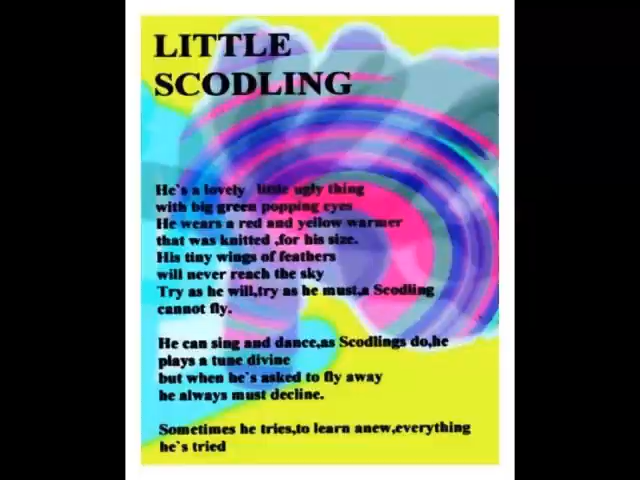 LITTLE
SCODLING
He`s a lovely little ugly thing
with big green popping eyes
He wears a red and yellow warmer
that was knitted ,for his size.
His tiny wings of feathers
will never reach the sky
Try as he will,try as he must,a Scodling
cannot fly.
He can sing and dance,as Scodlings do,he
plays a tune divine
but when he`s asked to fly away
he always must decline.
Sometimes he tries,to learn anew,everything
he`s tried